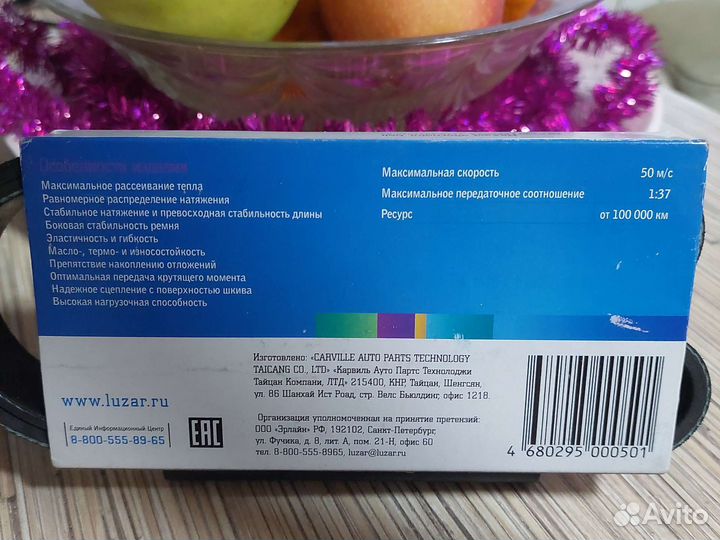 Особенности изделия
Максимальное рассеивание тепла
Равномерное распределение натяжения
Стабильное натяжение и превосходная стабильность длины
Боковая стабильность ремня
Эластичность и гибкость
Масло-, термо- и износостойкость
Препятствие накоплению отложений
Оптимальная передача крутящего момента
Надежное сцепление с поверхностью шкива
Высокая нагрузочная способность
Максимальная скорость 50 м/с
Максимальное передаточное соотношение 1:37
Ресурс от 100 000 км
www.luzar.ru
Единый Информационный Центр
8-800-555-89-65
EAC
Изготовлено: «CARVILLE AUTO PARTS TECHNOLOGY
TAICANG CO., LTD» «Карвиль Ауто Партс Технолоджи
Тайцан Компани, ЛТД» 215400, КНР, Тайцан, Шенгсян,
ул. 86 Шанхай Ист Роад, стр. Велс Бьюлдинг, офис 1218.
Организация уполномоченная на принятие претензий:
ООО «Эрлайн» РФ, 192102, Санкт-Петербург,
ул. Фучика, д. 8, лит. А, пом. 21-Н, офис 60
тел. 8-800-555-8965, luzar@luzar.ru
4 680295 000501
Avito